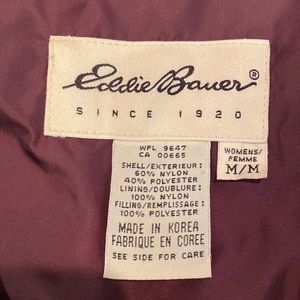 Eddie Bauer®
SINCE 1920
WPL 9647
CA 00665
SHELL/EXTERIEUR:
60% NYLON
40% POLYESTER
LINING/DOUBLURE:
100% NYLON
FILLING/REMPLISSAGE:
100% POLYESTER
MADE IN KOREA
FABRIQUE EN COREE
SEE SIDE FOR CARE
WOMENS/
FEMME
M/M